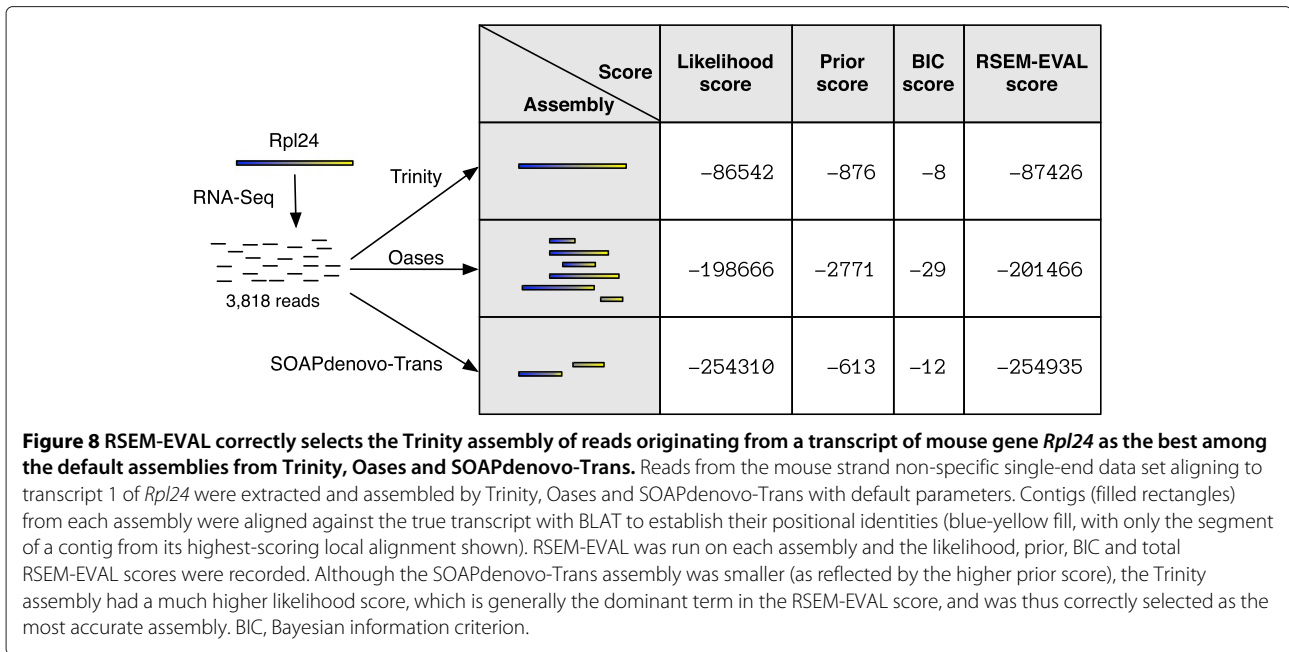 Score
Assembly
Likelihood score
Prior score
BIC score
RSEM-EVAL score
Rpl24
RNA-Seq
3,818 reads
Trinity
−86542 −876 −8 −87426
Oases
−198666 −2771 −29 −201466
SOAPdenovo-Trans
−254310 −613 −12 −254935
Figure 8 RSEM-EVAL correctly selects the Trinity assembly of reads originating from a transcript of mouse gene Rpl24 as the best among
the default assemblies from Trinity, Oases and SOAPdenovo-Trans. Reads from the mouse strand non-specific single-end data set aligning to
transcript 1 of Rpl24 were extracted and assembled by Trinity, Oases and SOAPdenovo-Trans with default parameters. Contigs (filled rectangles)
from each assembly were aligned against the true transcript with BLAT to establish their positional identities (blue-yellow fill, with only the segment
of a contig from its highest-scoring local alignment shown). RSEM-EVAL was run on each assembly and the likelihood, prior, BIC and total
RSEM-EVAL scores were recorded. Although the SOAPdenovo-Trans assembly was smaller (as reflected by the higher prior score), the Trinity
assembly had a much higher likelihood score, which is generally the dominant term in the RSEM-EVAL score, and was thus correctly selected as the
most accurate assembly. BIC, Bayesian information criterion.